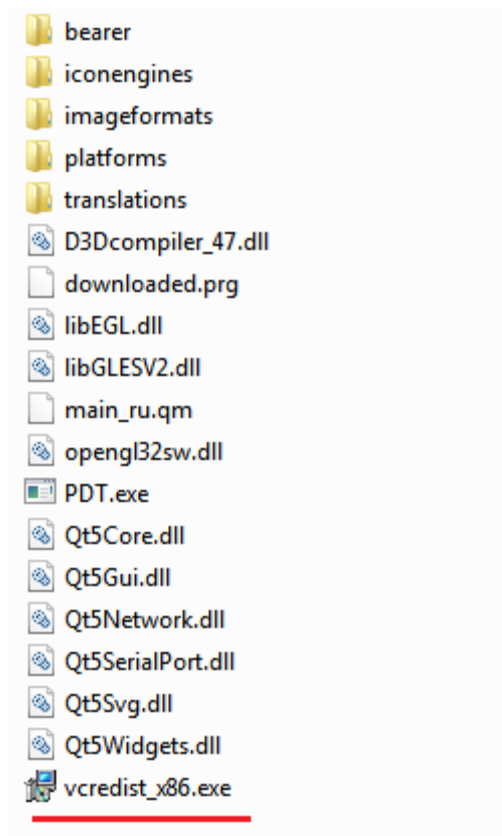 bearer
iconengines
imageformats
platforms
translations
D3Dcompiler_47.dll
downloaded.prg
libEGL.dll
libGLESV2.dll
main_ru.qm
opengl32sw.dll
PDT.exe
Qt5Core.dll
Qt5Gui.dll
Qt5Network.dll
Qt5SerialPort.dll
Qt5Svg.dll
Qt5Widgets.dll
vcredist_x86.exe